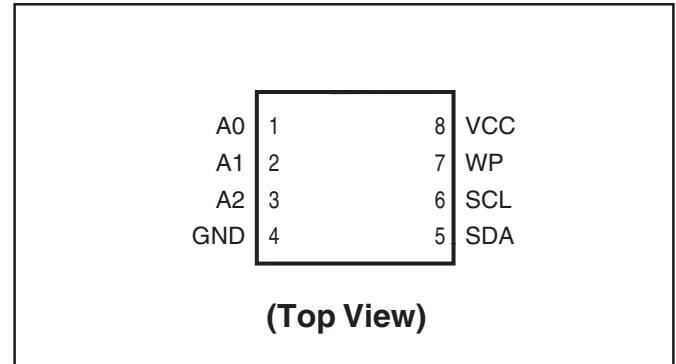 A0 1 8 VCC
A1 2 7 WP
A2 3 6 SCL
GND 4 5 SDA
(Top View)